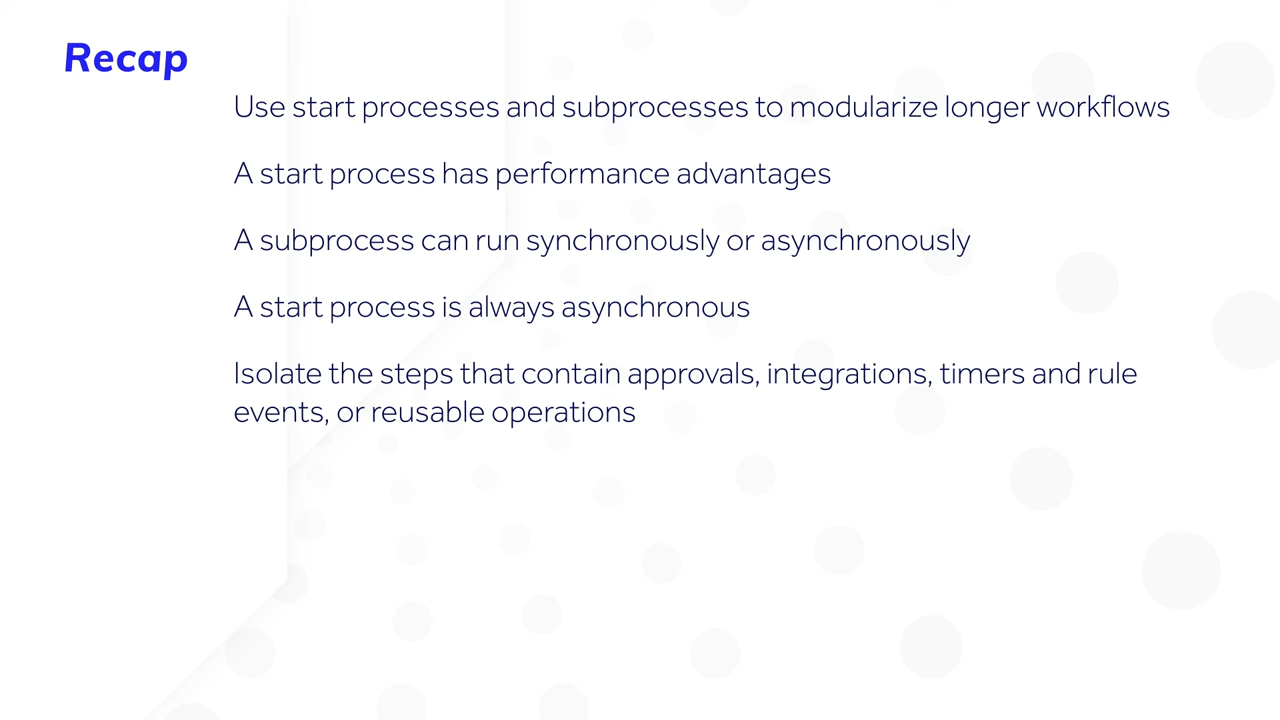 Recap
Use start processes and subprocesses to modularize longer workflows
A start process has performance advantages
A subprocess can run synchronously or asynchronously
A start process is always asynchronous
Isolate the steps that contain approvals, integrations, timers and rule
events, or reusable operations